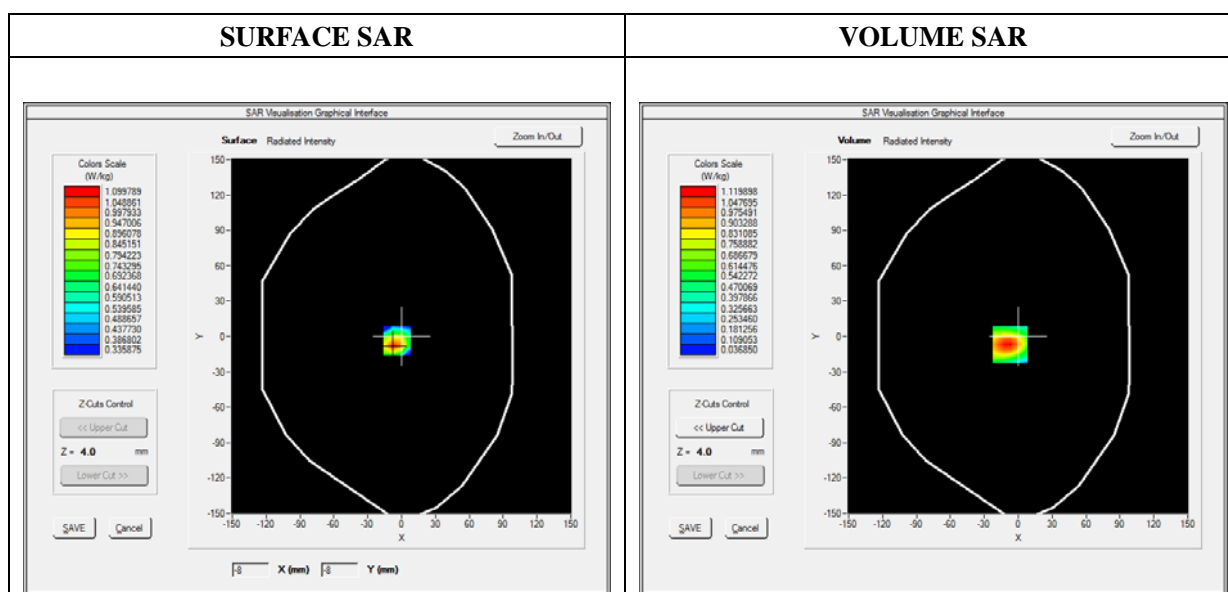 SURFACE SAR
VOLUME SAR
SAR Visualisation Graphical Interface
Surface Radiated Intensity
Zoom In/Out
Colors Scale
(W/kg)
1.099789
1.048861
0.997933
0.947006
0.896078
0.845151
0.794223
0.743295
0.692368
0.641440
0.590513
0.539585
0.488657
0.437730
0.386802
0.335875
Z-Cuts Control
<< Upper Cut
Z = 4.0 mm
Lower Cut >>
SAVE
Cancel
150
120
90
60
30
0
-30
-60
-90
-120
-150
Y
-150 -120 -90 -60 -30 0 30 60 90 120 150
X
-8 X (mm) -8 Y (mm)
SAR Visualisation Graphical Interface
Volume Radiated Intensity
Zoom In/Out
Colors Scale
(W/kg)
1.119898
1.047695
0.975491
0.903288
0.831085
0.758882
0.686679
0.614476
0.542272
0.470069
0.397866
0.325663
0.253460
0.181256
0.109053
0.036850
Z-Cuts Control
<< Upper Cut
Z = 4.0 mm
Lower Cut >>
SAVE
Cancel
150
120
90
60
30
0
-30
-60
-90
-120
-150
Y
-150 -120 -90 -60 -30 0 30 60 90 120 150
X